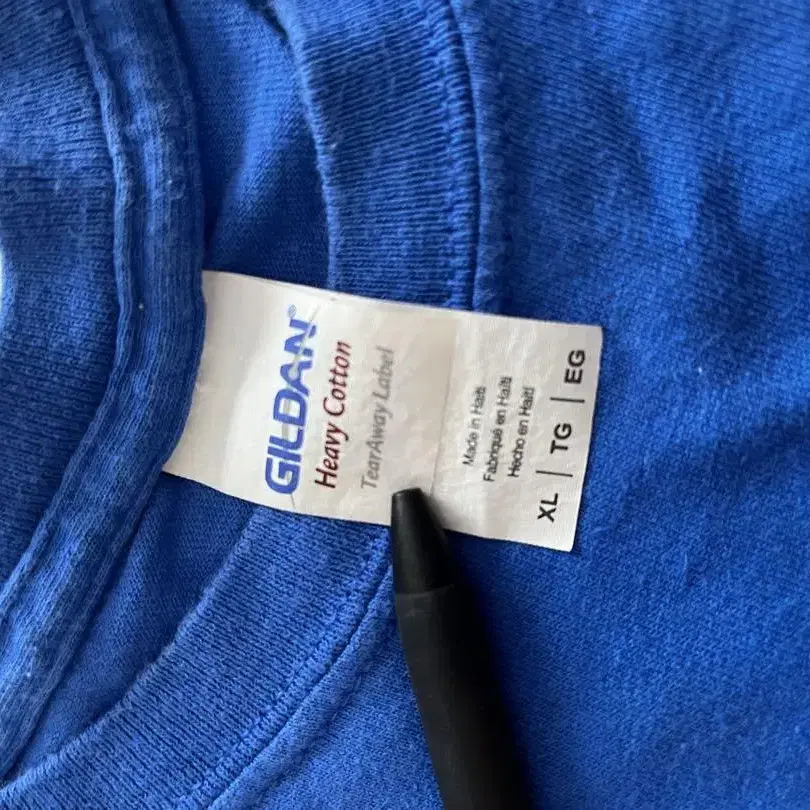 GILDAN®
Heavy Cotton
TearAway Label
Made in Haiti
Fabriqué en Haïti
Hecho en Haití
XL | TG | EG